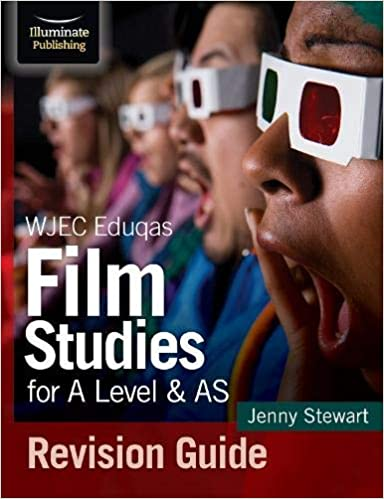 Illuminate
Publishing
WJEC Eduqas
Film
Studies
for A Level & AS
Jenny Stewart
Revision Guide